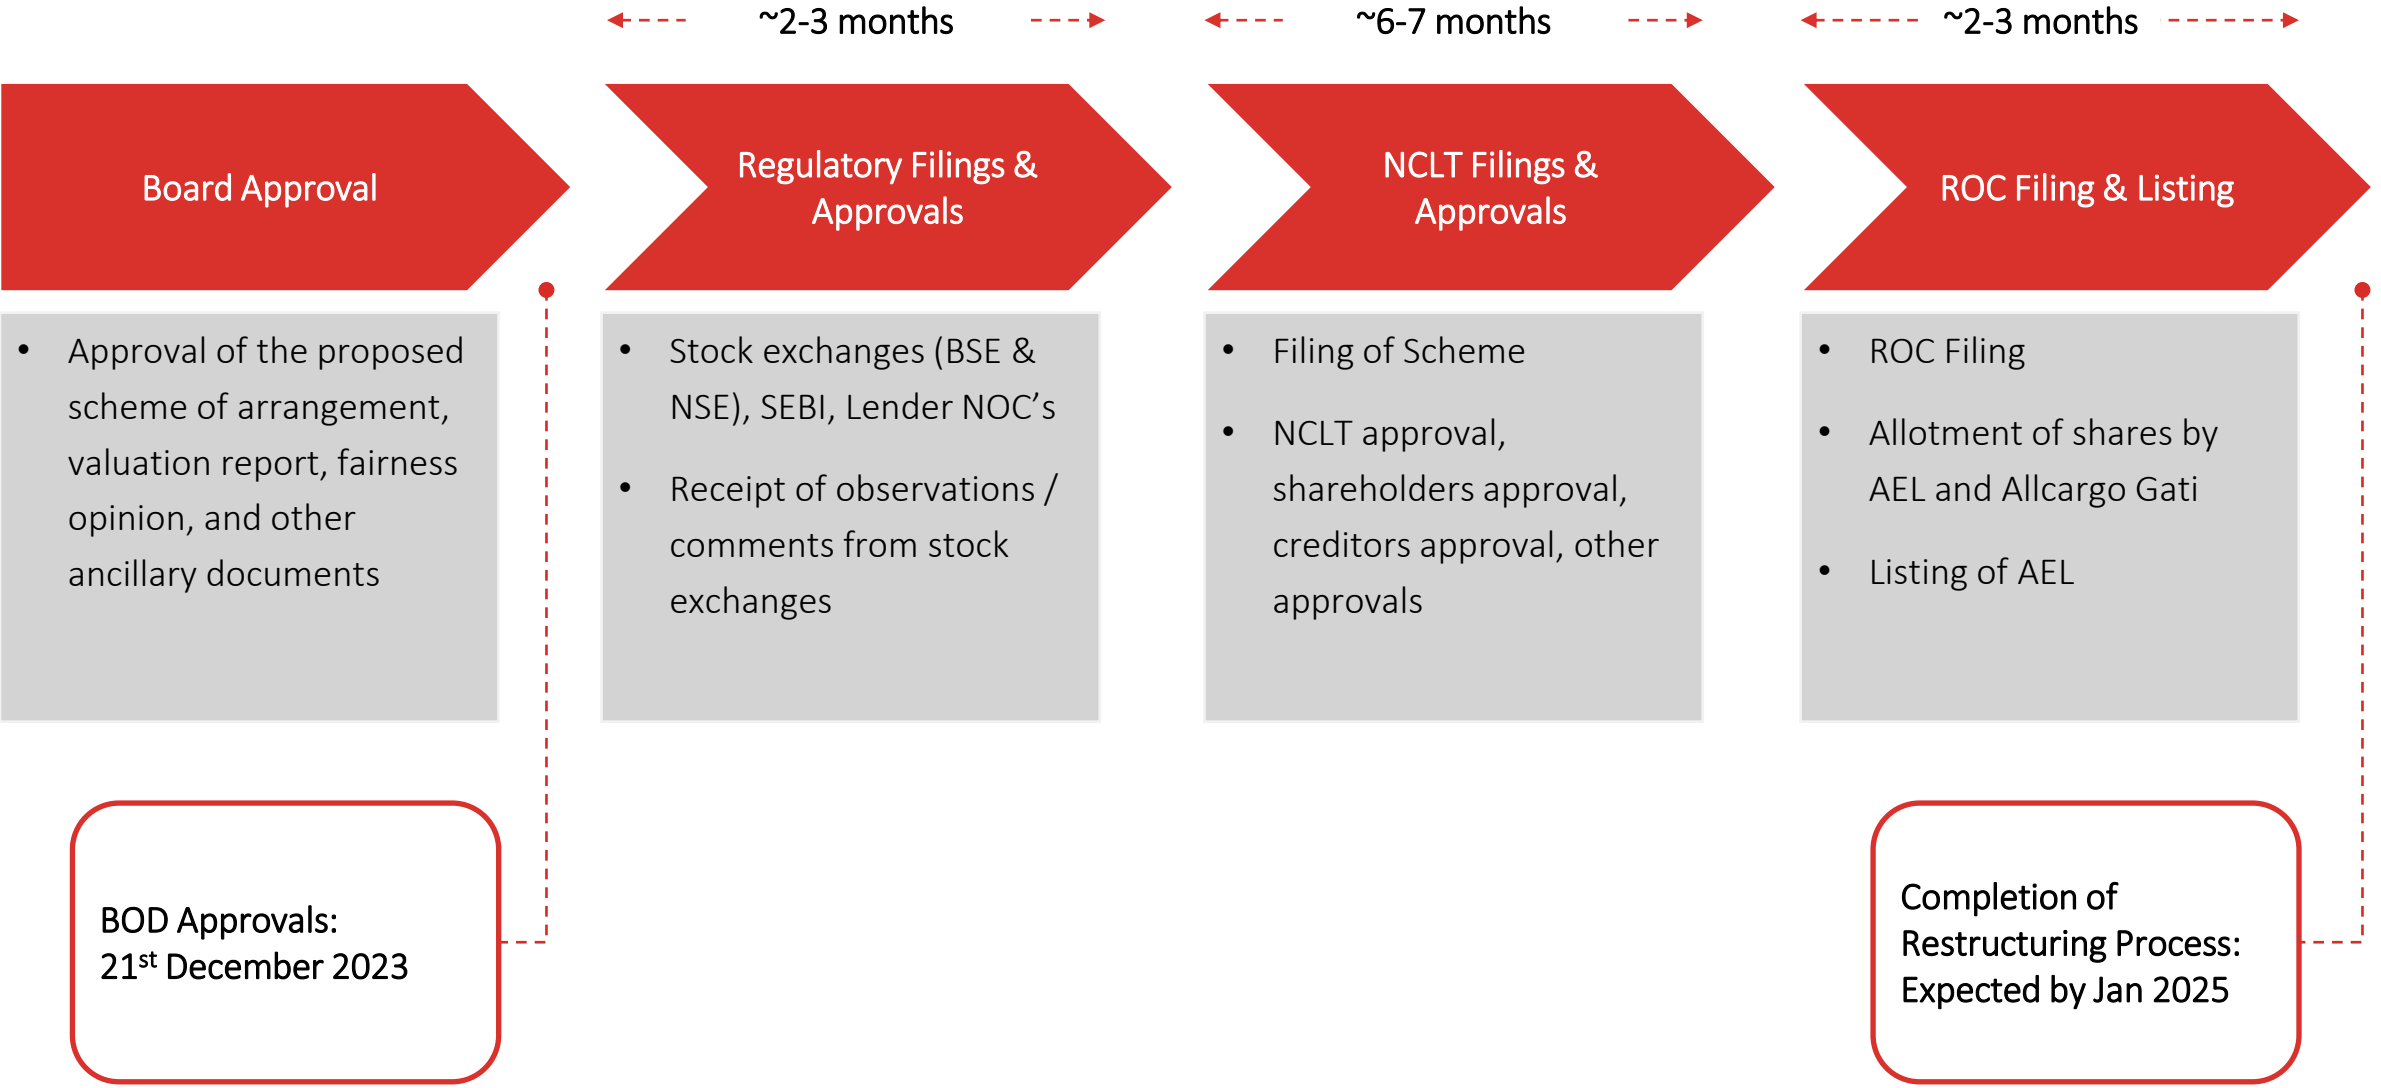 ~2-3 months
~6-7 months
~2-3 months
Board Approval
Regulatory Filings &
Approvals
NCLT Filings &
Approvals
ROC Filing & Listing
• Approval of the proposed
scheme of arrangement,
valuation report, fairness
opinion, and other
ancillary documents
• Stock exchanges (BSE &
NSE), SEBI, Lender NOC’s
• Receipt of observations /
comments from stock
exchanges
• Filing of Scheme
• NCLT approval,
shareholders approval,
creditors approval, other
approvals
• ROC Filing
• Allotment of shares by
AEL and Allcargo Gati
• Listing of AEL
BOD Approvals:
21st December 2023
Completion of
Restructuring Process:
Expected by Jan 2025